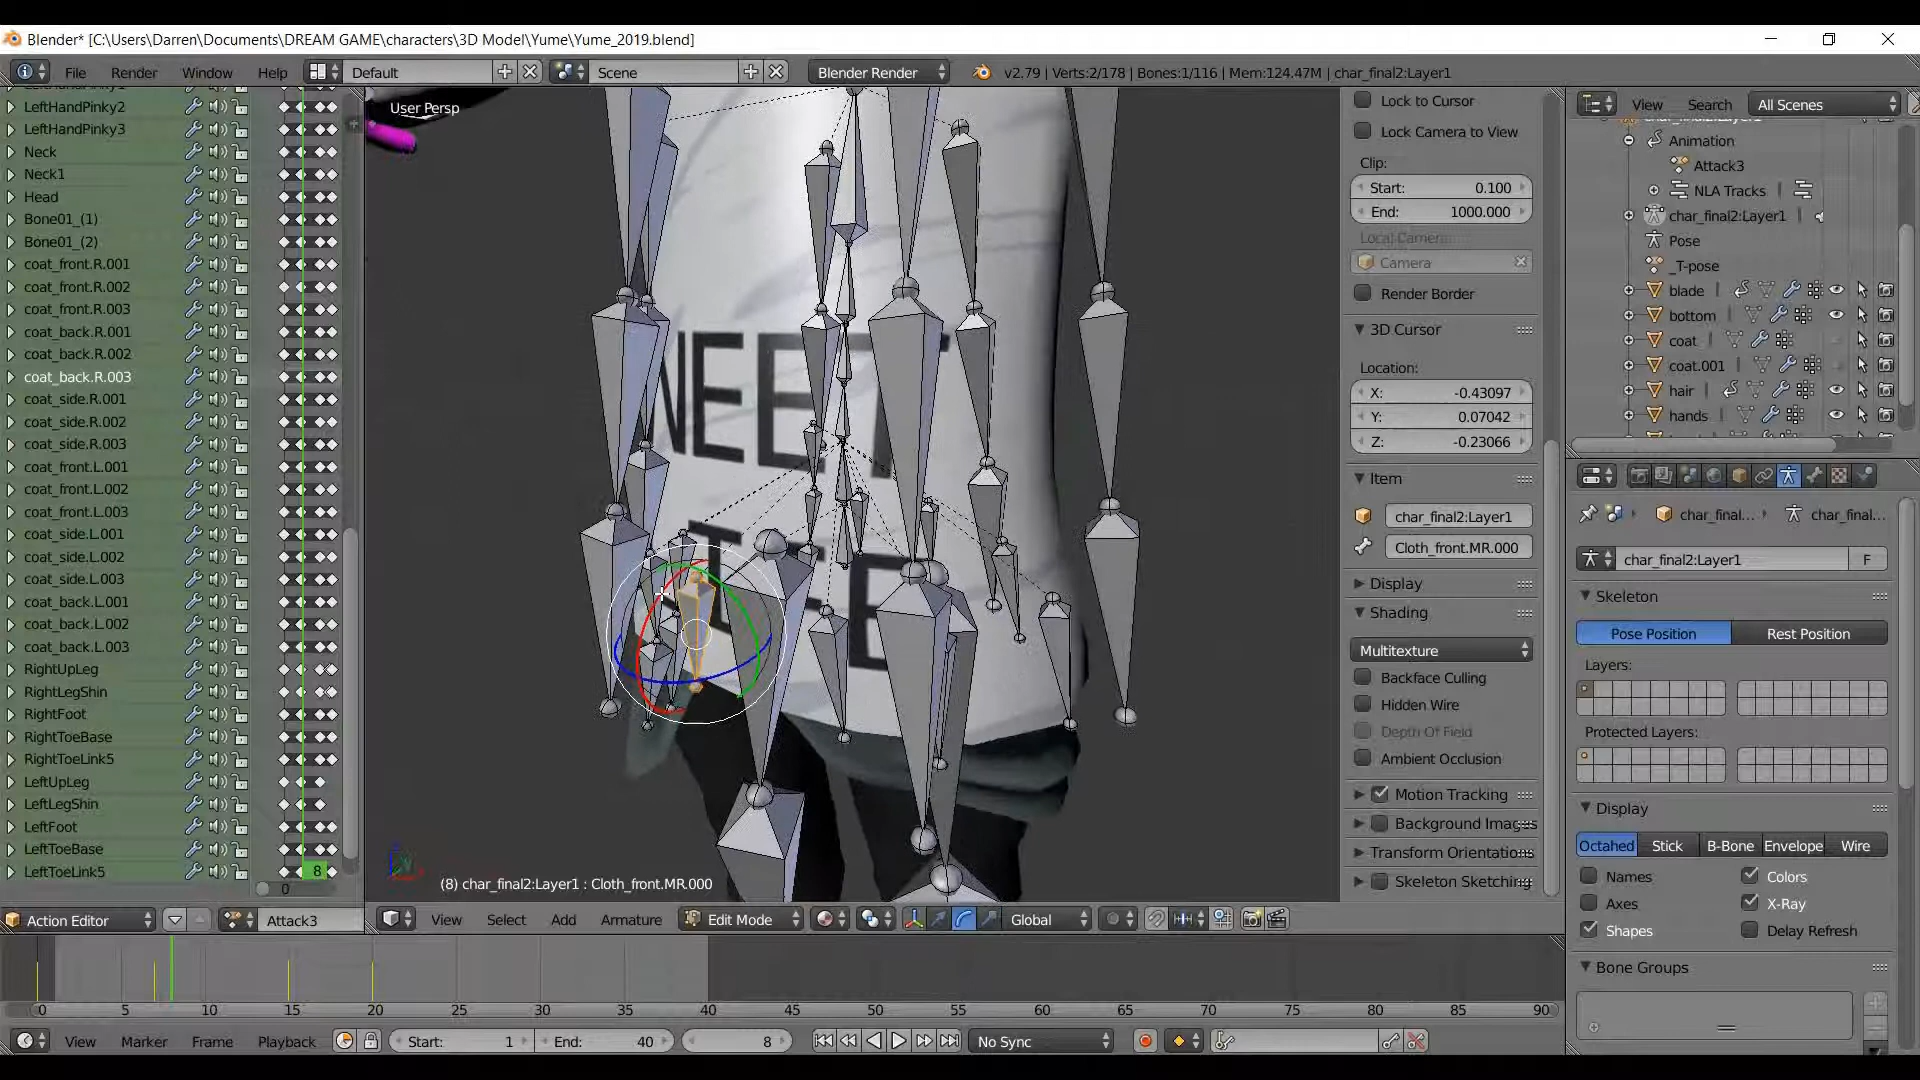 Blender* [C:\Users\Darren\Documents\DREAM GAME\characters\3D Model\Yume\Yume_2019.blend]
File Render Window Help Default Scene Blender Render v2.79 | Verts:2/178 | Bones:1/116 | Mem:124.47M | char_final2:Layer1
LeftHandPinky2
LeftHandPinky3
Neck
Neck1
Head
Bone01_(1)
Bone01_(2)
coat_front.R.001
coat_front.R.002
coat_front.R.003
coat_back.R.001
coat_back.R.002
coat_back.R.003
coat_side.R.001
coat_side.R.002
coat_side.R.003
coat_front.L.001
coat_front.L.002
coat_front.L.003
coat_side.L.001
coat_side.L.002
coat_side.L.003
coat_back.L.001
coat_back.L.002
coat_back.L.003
RightUpLeg
RightLegShin
RightFoot
RightToeBase
RightToeLink5
LeftUpLeg
LeftLegShin
LeftFoot
LeftToeBase
LeftToeLink5
8
0
Action Editor Attack3
User Persp
NEET
(8) char_final2:Layer1 : Cloth_front.MR.000
View Select Add Armature Edit Mode Global
Lock to Cursor
Lock Camera to View
Clip:
Start: 0.100
End: 1000.000
Local Camera:
Camera
Render Border
3D Cursor
Location:
X: -0.43097
Y: 0.07042
Z: -0.23066
Item
char_final2:Layer1
Cloth_front.MR.000
Display
Shading
Multitexture
Backface Culling
Hidden Wire
Depth Of Field
Ambient Occlusion
Motion Tracking
Background Images
Transform Orientations
Skeleton Sketching
View Search All Scenes
char_final2:Layer1
Animation
Attack3
NLA Tracks
char_final2:Layer1
Pose
_T-pose
blade
bottom
coat
coat.001
hair
hands
char_final... char_final...
char_final2:Layer1 F
Skeleton
Pose Position Rest Position
Layers:
Protected Layers:
Display
Octahed Stick B-Bone Envelope Wire
Names Colors
Axes X-Ray
Shapes Delay Refresh
Bone Groups
0 5 10 15 20 25 30 35 40 45 50 55 60 65 70 75 80 85 90
View Marker Frame Playback Start: 1 End: 40 8 No Sync